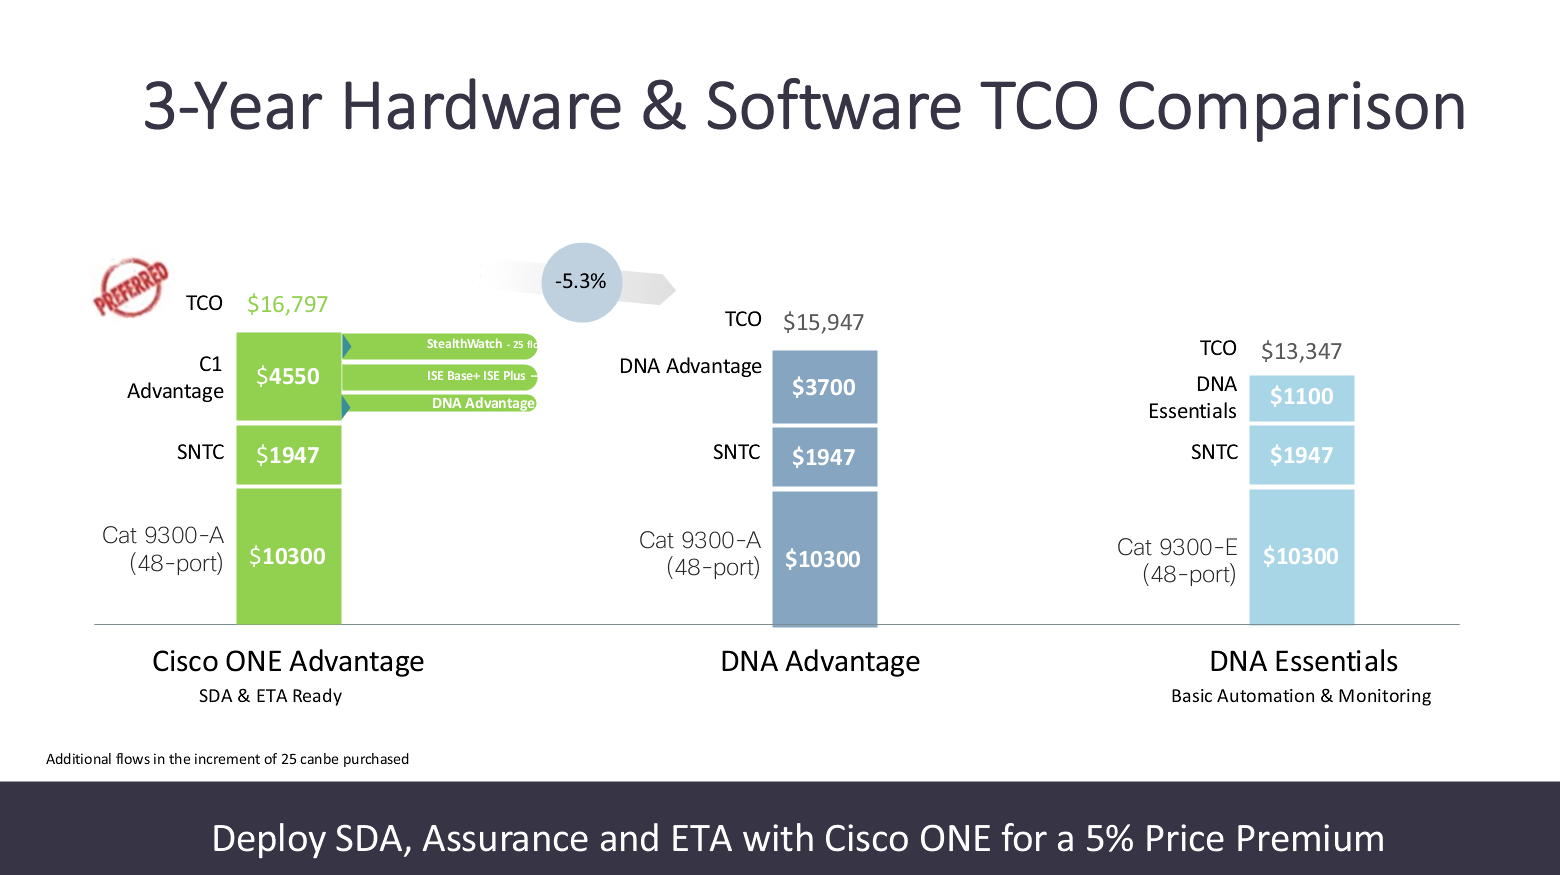 3-Year Hardware & Software TCO Comparison
PREFERRED
TCO
$16,797
C1
Advantage
$4550
StealthWatch - 25 flo
ISE Base+ ISE Plus –
DNA Advantage
SNTC
$1947
Cat 9300-A
(48-port)
$10300
-5.3%
TCO
$15,947
DNA Advantage
$3700
SNTC
$1947
Cat 9300-A
(48-port)
$10300
TCO
$13,347
DNA
Essentials
$1100
SNTC
$1947
Cat 9300-E
(48-port)
$10300
Cisco ONE Advantage
SDA & ETA Ready
DNA Advantage
DNA Essentials
Basic Automation & Monitoring
Additional flows in the increment of 25 canbe purchased
Deploy SDA, Assurance and ETA with Cisco ONE for a 5% Price Premium